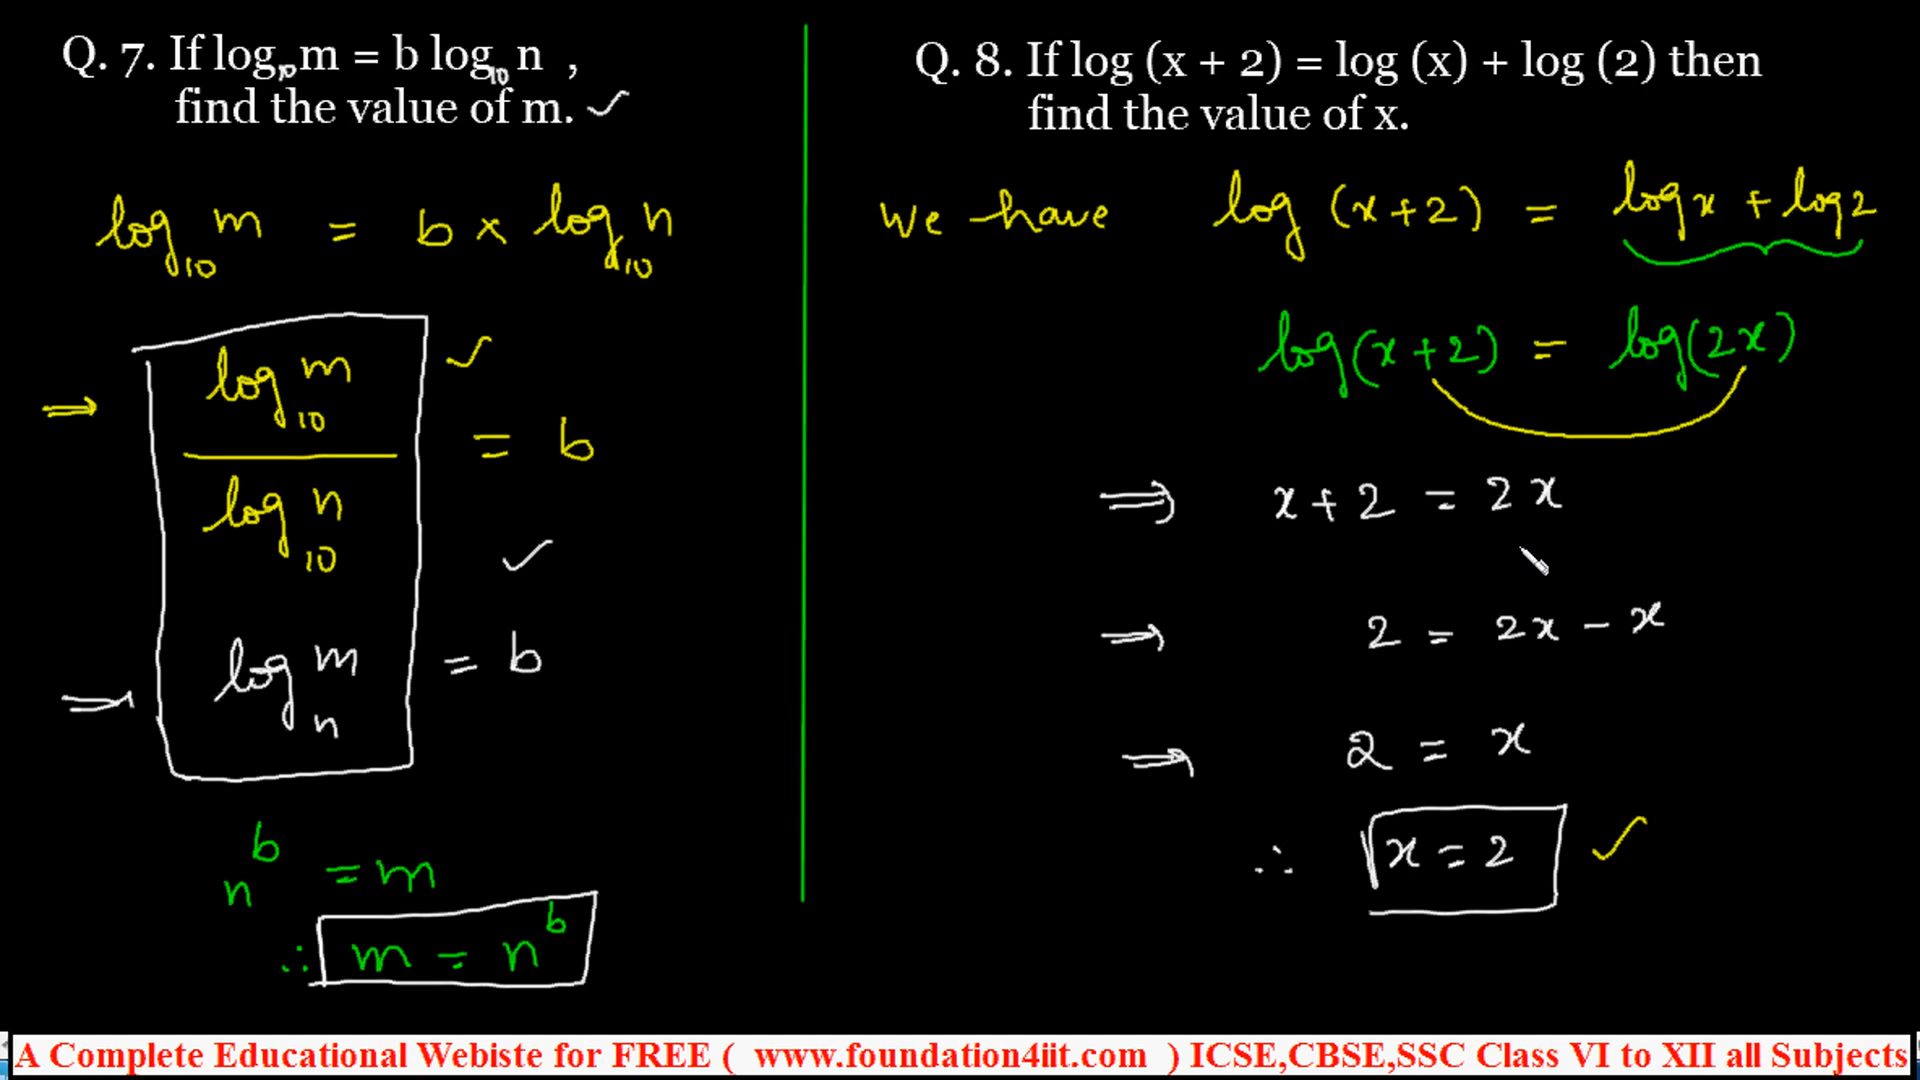 Q. 7. If log₁₀m = b log₁₀ n ,
find the value of m. ✓
log₁₀ m = b × log₁₀ n
⇒ log₁₀ m ✓
= b
log₁₀ n
✓
⇒ logₙ m = b
nᵇ = m
∴ m = nᵇ
Q. 8. If log (x + 2) = log (x) + log (2) then
find the value of x.
We have log (x+2) = log x + log 2
log(x+2) = log(2x)
⇒ x+2 = 2x
⇒ 2 = 2x − x
⇒ 2 = x
∴ x = 2 ✓
A Complete Educational Webiste for FREE ( www.foundation4iit.com ) ICSE,CBSE,SSC Class VI to XII all Subjects